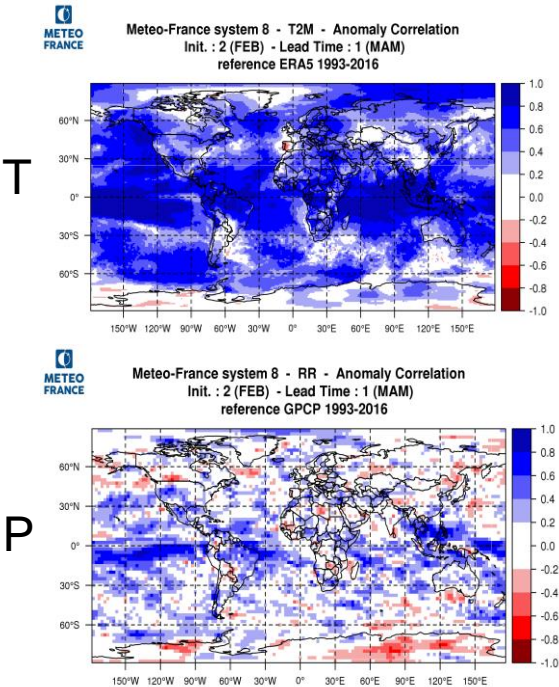 METEO
FRANCE
Meteo-France system 8 - T2M - Anomaly Correlation
Init. : 2 (FEB) - Lead Time : 1 (MAM)
reference ERA5 1993-2016
T
60°N
30°N
0°
30°S
60°S
150°W 120°W 90°W 60°W 30°W 0° 30°E 60°E 90°E 120°E 150°E
1.0
0.8
0.6
0.4
0.2
0.0
-0.2
-0.4
-0.6
-0.8
-1.0
METEO
FRANCE
Meteo-France system 8 - RR - Anomaly Correlation
Init. : 2 (FEB) - Lead Time : 1 (MAM)
reference GPCP 1993-2016
P
60°N
30°N
0°
30°S
60°S
150°W 120°W 90°W 60°W 30°W 0° 30°E 60°E 90°E 120°E 150°E
1.0
0.8
0.6
0.4
0.2
0.0
-0.2
-0.4
-0.6
-0.8
-1.0